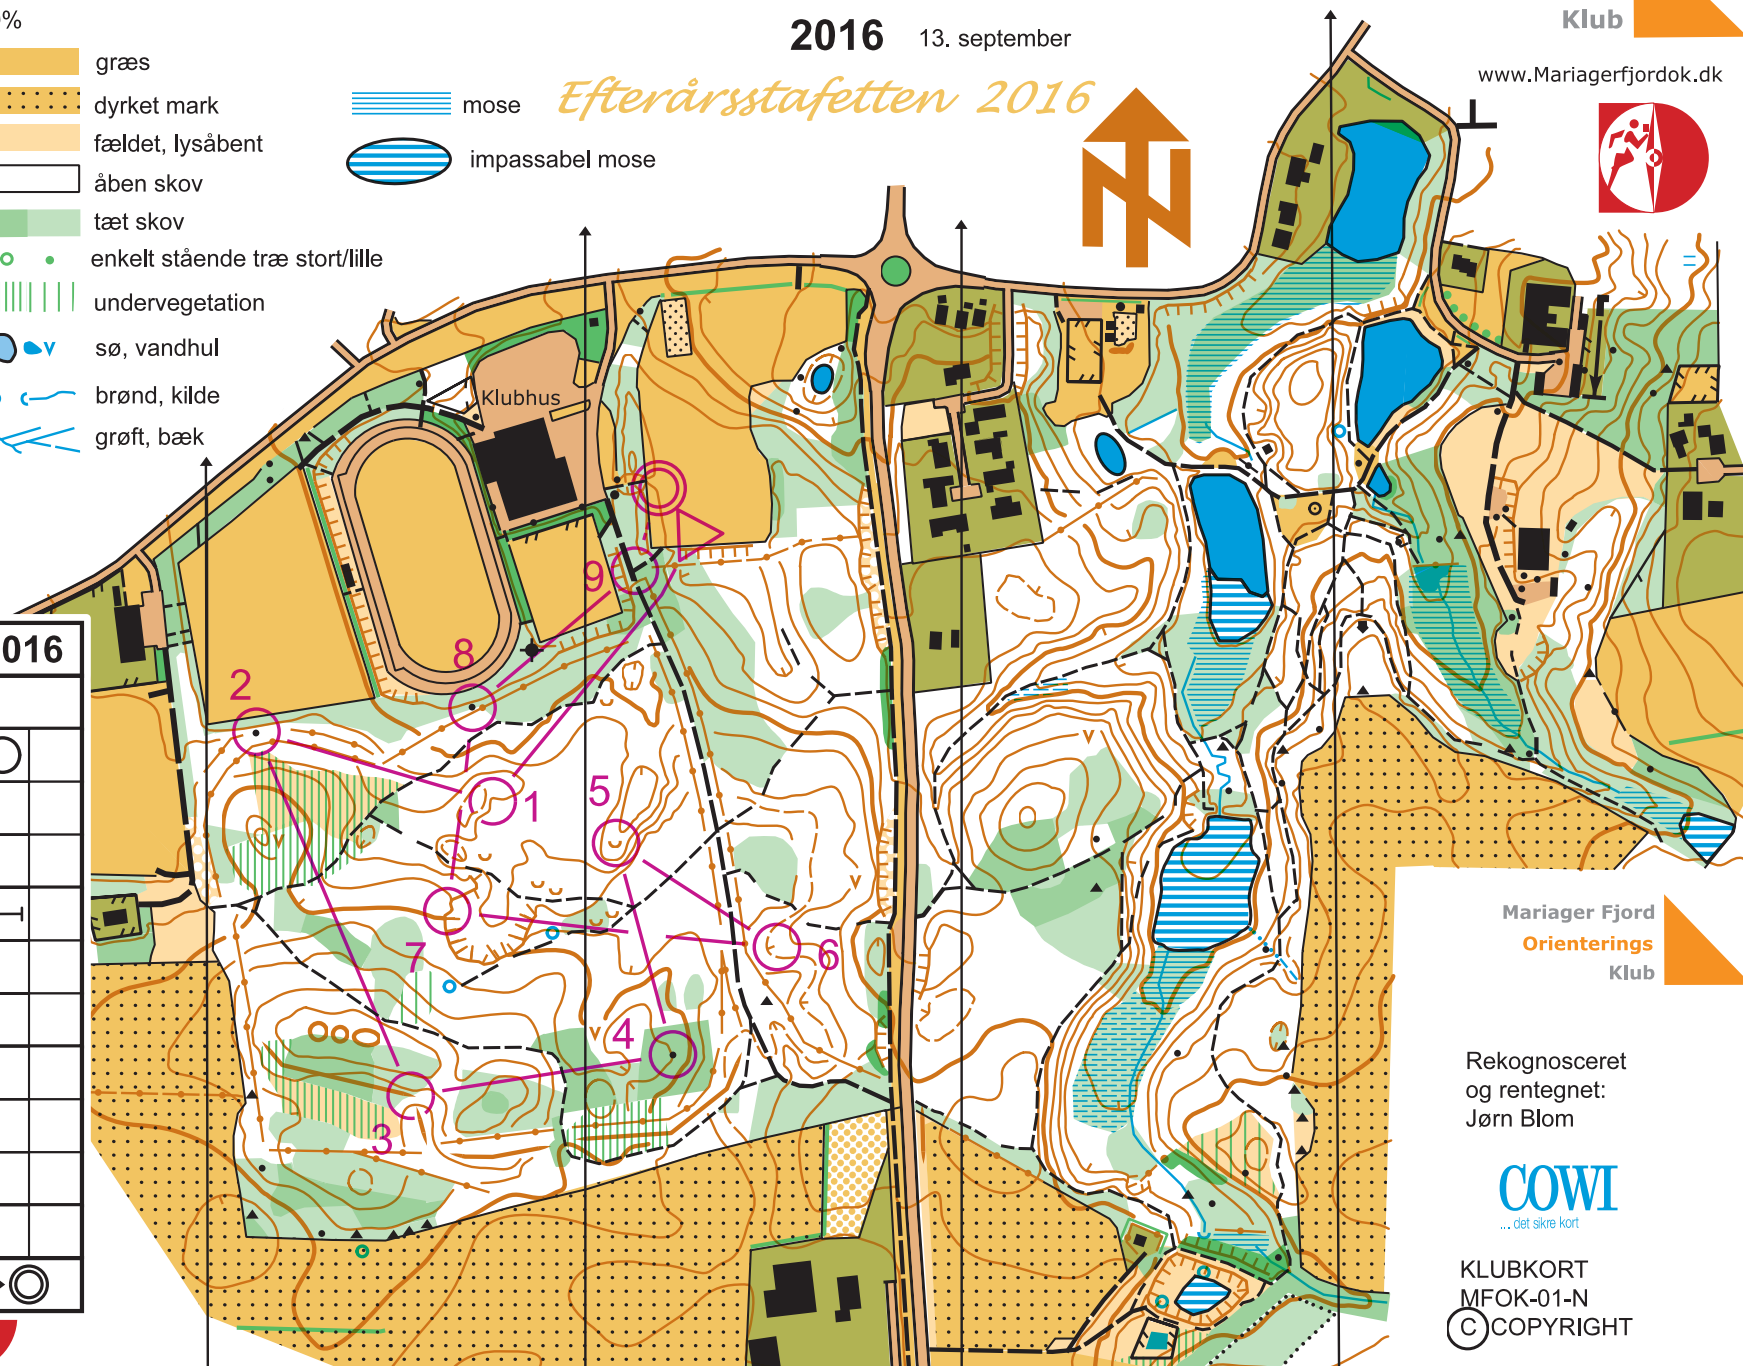 %
græs
dyrket mark
fældet, lysåbent
åben skov
tæt skov
enkelt stående træ stort/lille
undervegetation
sø, vandhul
brønd, kilde
grøft, bæk
mose
impassabel mose
2016 13. september
Efterårsstafetten 2016
Klub
www.Mariagerfjordok.dk
N
Klubhus
016
1
2
3
4
5
6
7
8
9
Mariager Fjord
Orienterings
Klub
Rekognosceret
og rentegnet:
Jørn Blom
COWI
... det sikre kort
KLUBKORT
MFOK-01-N
©COPYRIGHT